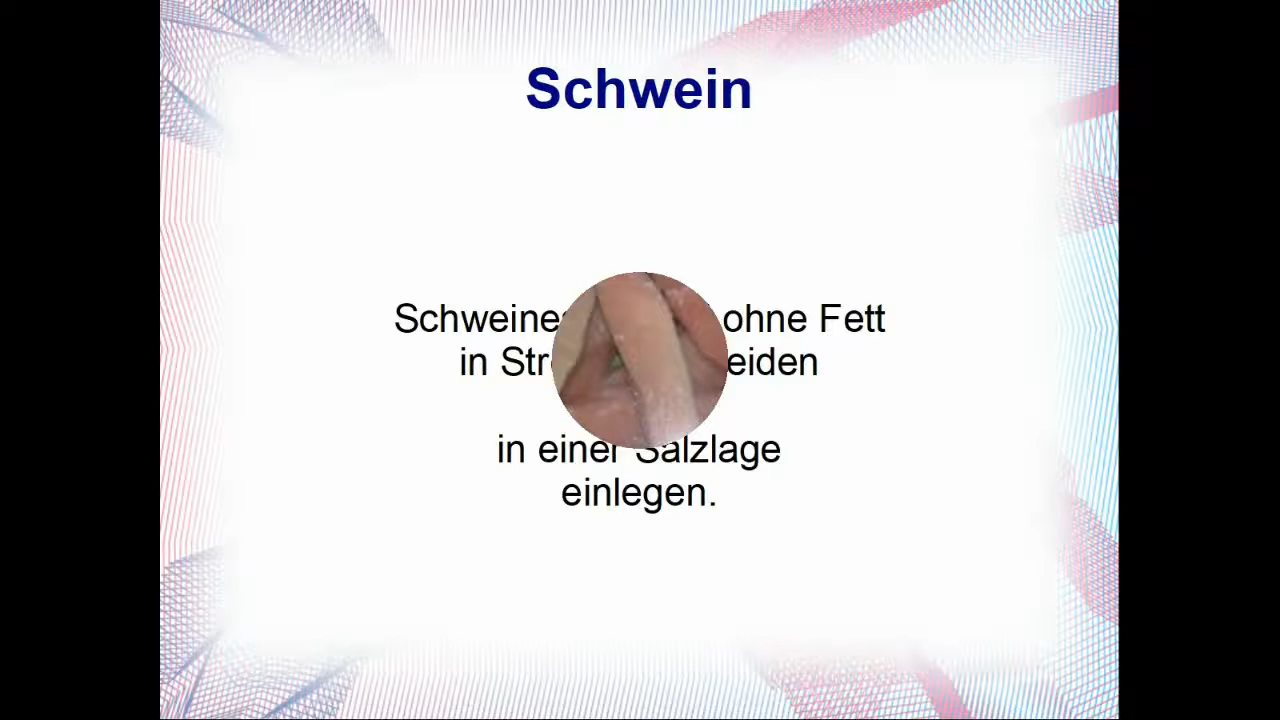 Schwein
ohne Fett
in
in einer Salzlage
einlegen.